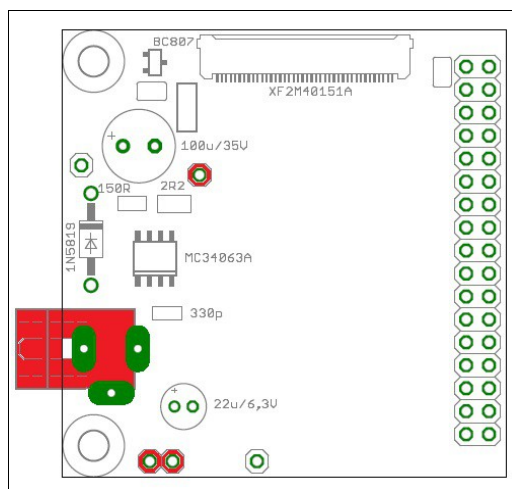 BC807
XF2M40151A
+
100u/35V
150R
2R2
1N5819
MC34063A
330p
+
22u/6,3V